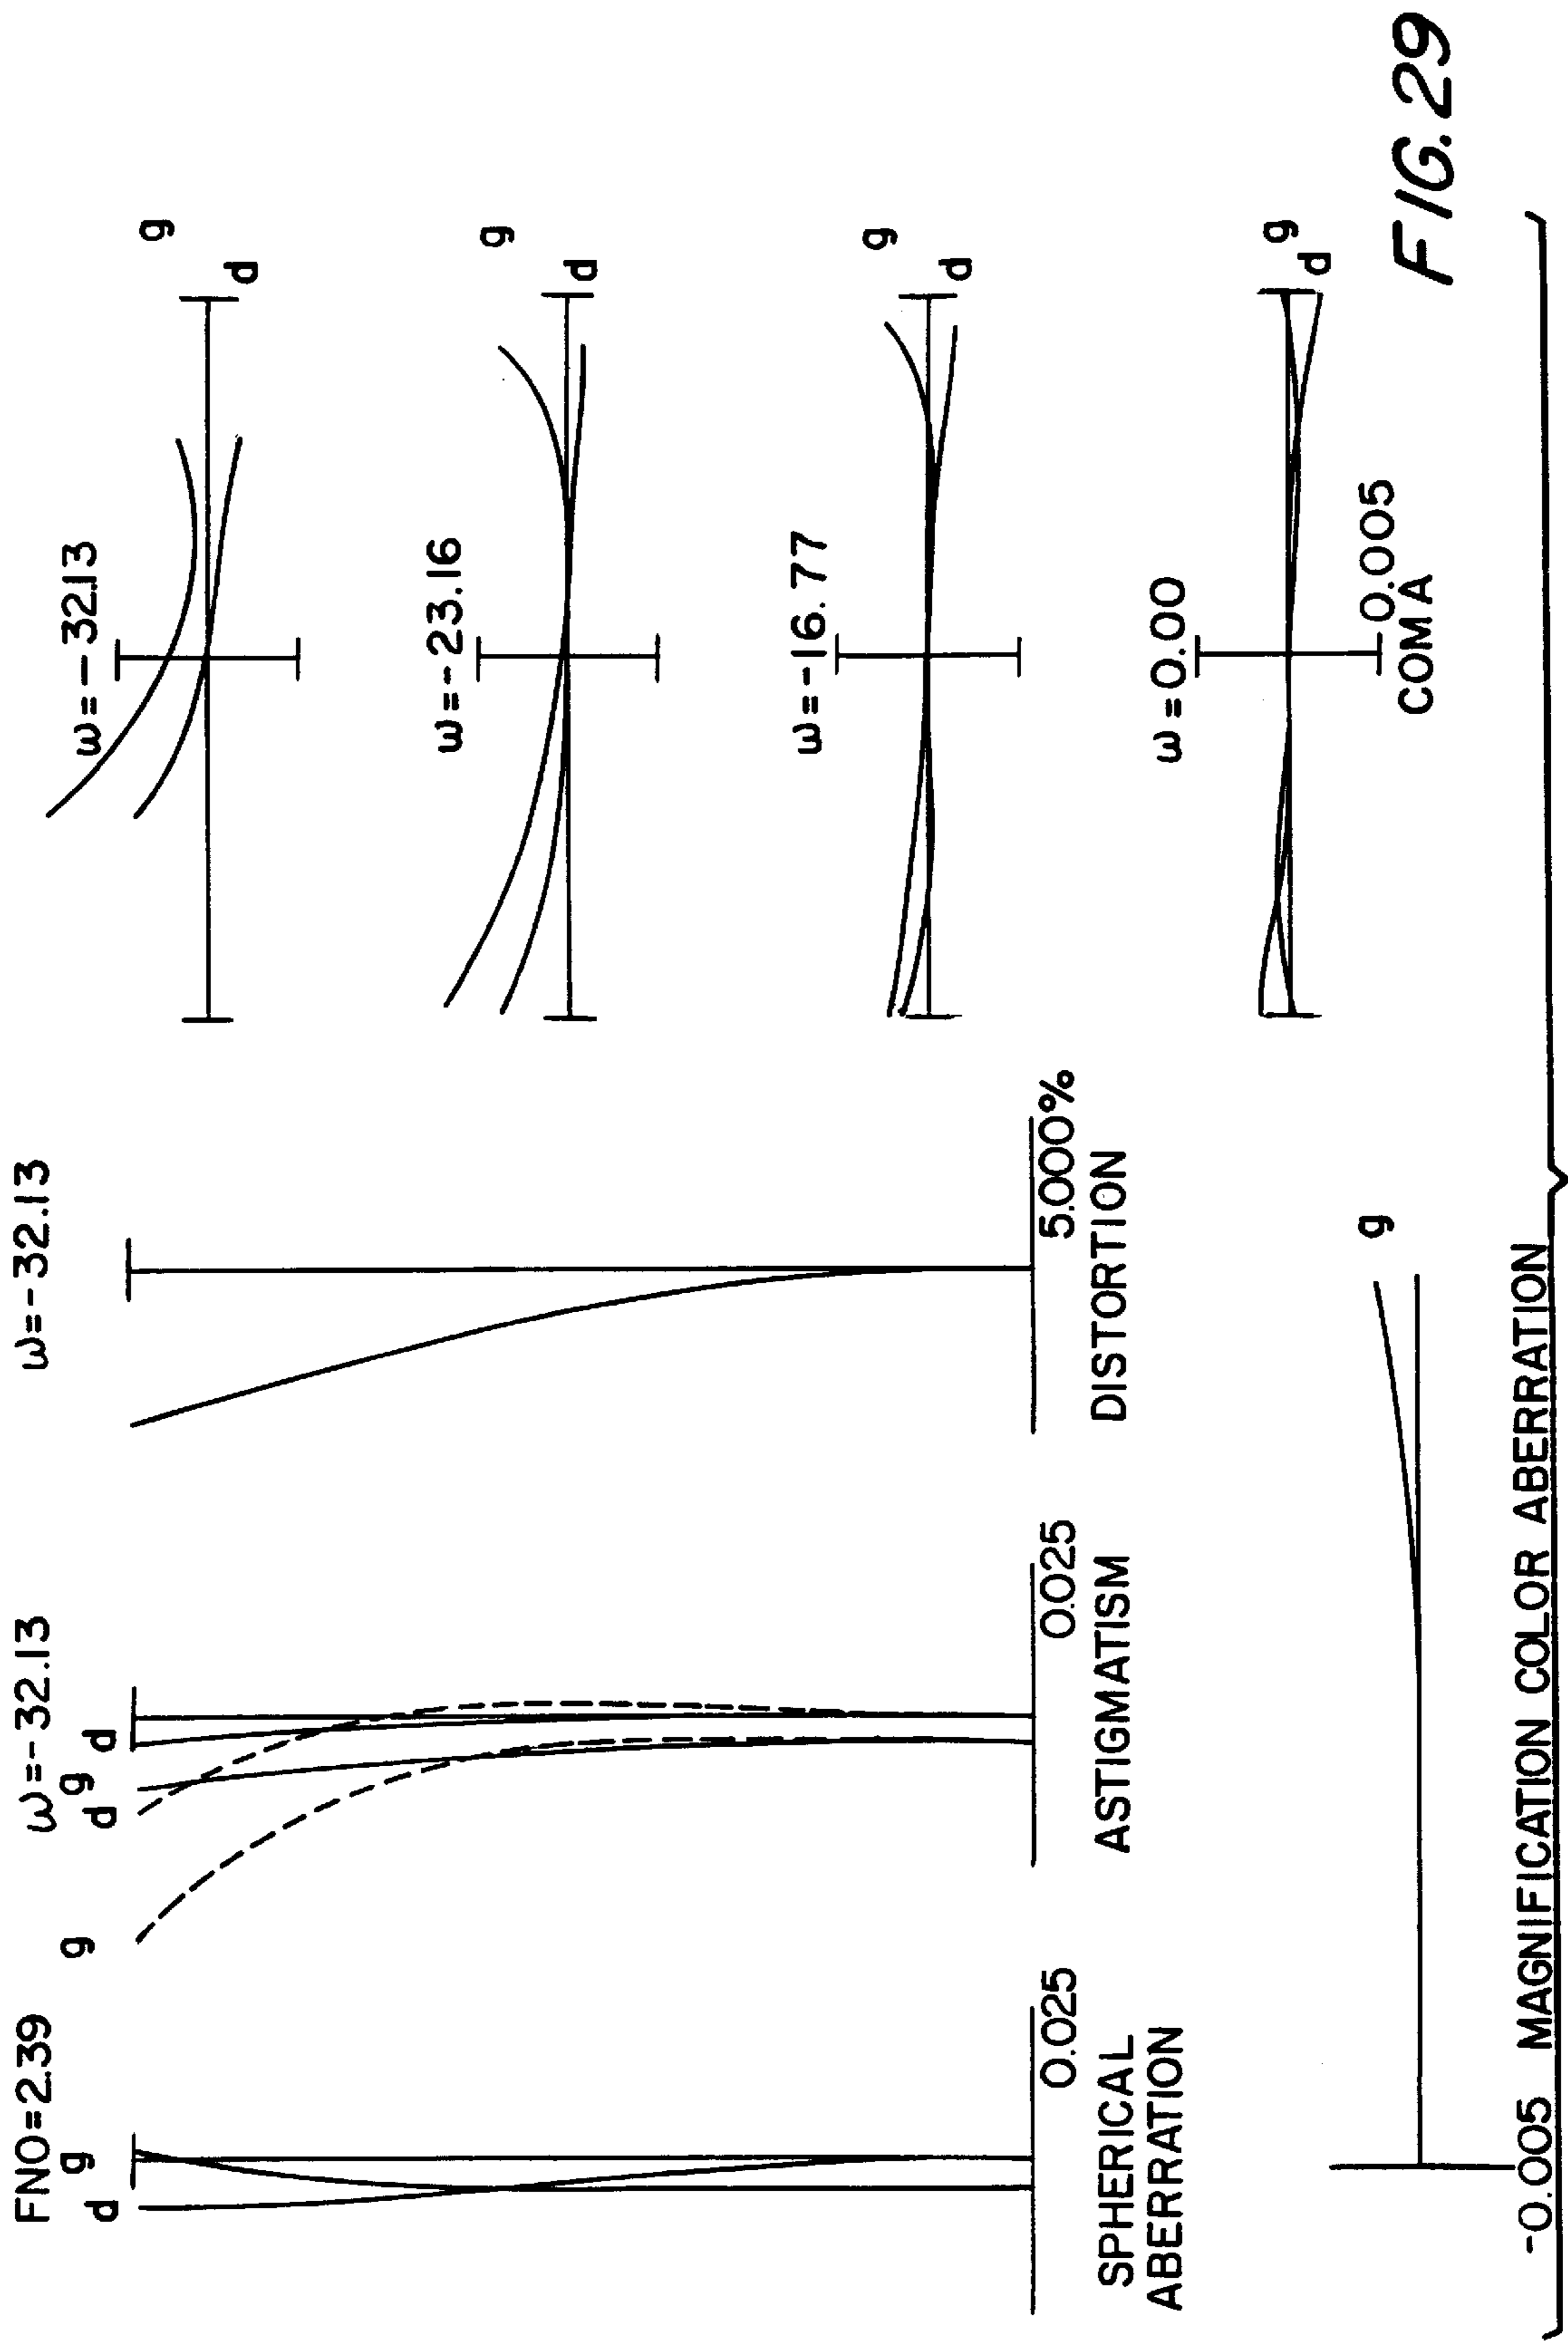 FNO=2.39
d g
SPHERICAL
ABERRATION
0.025
ω=-32.13
g d g d
ASTIGMATISM
0.025
ω=-32.13
DISTORTION
5.000%
ω=-32.13
g
d
ω=-23.16
g
d
ω=-16.77
g
d
ω=0.00
g
d
-0.005
COMA
g
-0.005 MAGNIFICATION COLOR ABERRATION
FIG. 29